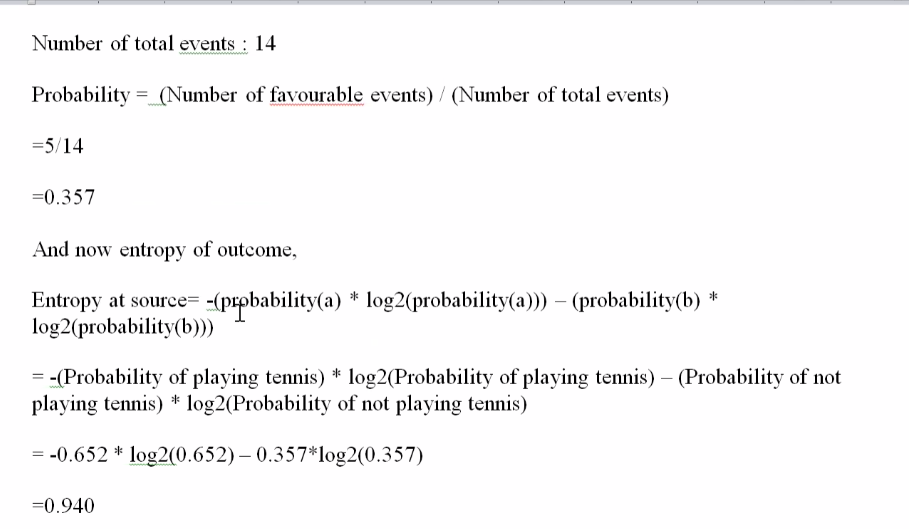 Number of total events : 14
Probability = (Number of favourable events) / (Number of total events)
=5/14
=0.357
And now entropy of outcome,
Entropy at source= -(probability(a) * log2(probability(a))) – (probability(b) *
log2(probability(b)))
= -(Probability of playing tennis) * log2(Probability of playing tennis) – (Probability of not
playing tennis) * log2(Probability of not playing tennis)
= -0.652 * log2(0.652) – 0.357*log2(0.357)
=0.940